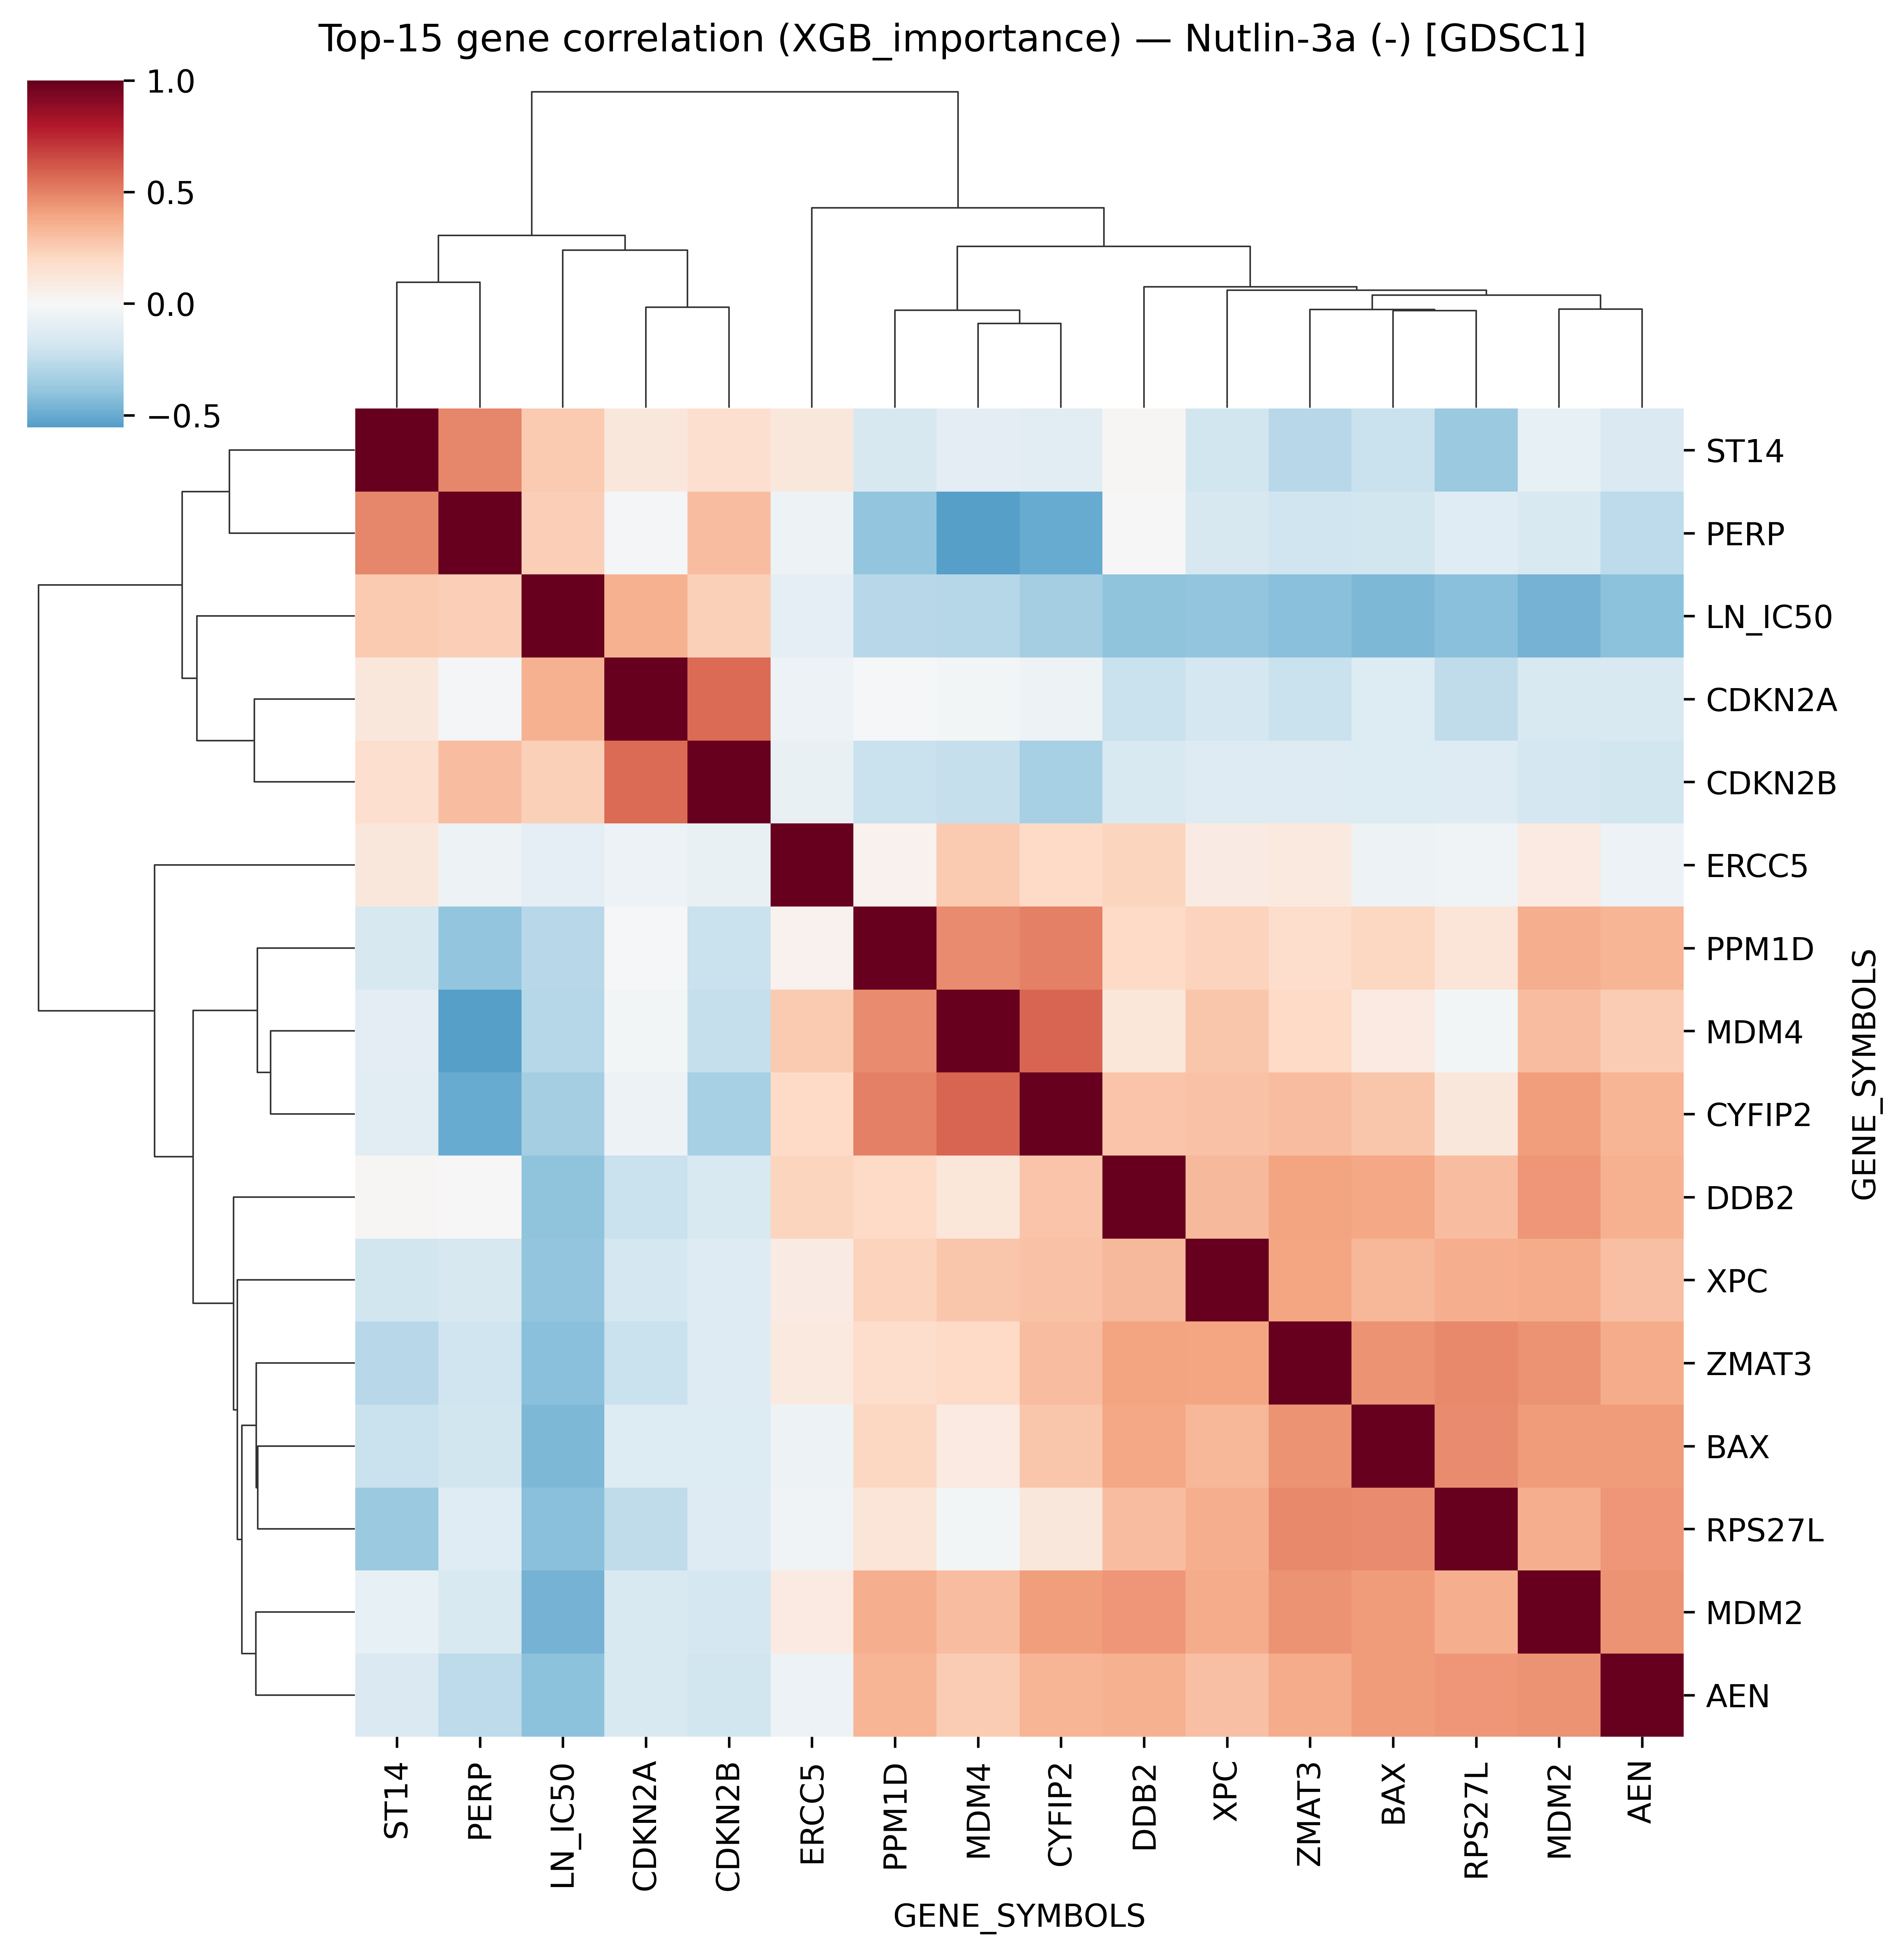 Top-15 gene correlation (XGB_importance) — Nutlin-3a (-) [GDSC1]
1.0
0.5
0.0
−0.5
ST14
PERP
LN_IC50
CDKN2A
CDKN2B
ERCC5
PPM1D
MDM4
CYFIP2
DDB2
XPC
ZMAT3
BAX
RPS27L
MDM2
AEN
GENE_SYMBOLS
ST14
PERP
LN_IC50
CDKN2A
CDKN2B
ERCC5
PPM1D
MDM4
CYFIP2
DDB2
XPC
ZMAT3
BAX
RPS27L
MDM2
AEN
GENE_SYMBOLS